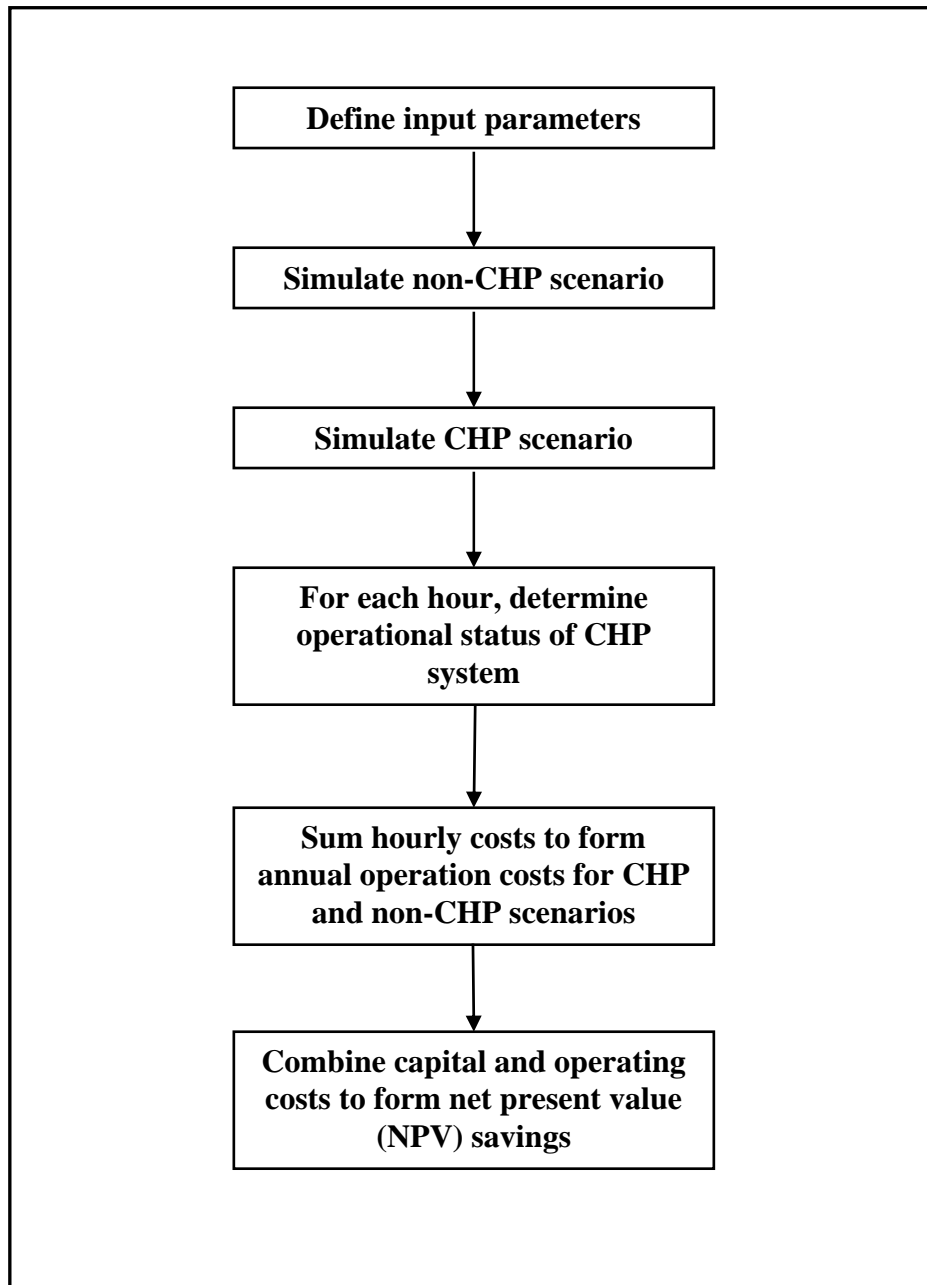 Define input parameters
Simulate non-CHP scenario
Simulate CHP scenario
For each hour, determine
operational status of CHP
system
Sum hourly costs to form
annual operation costs for CHP
and non-CHP scenarios
Combine capital and operating
costs to form net present value
(NPV) savings